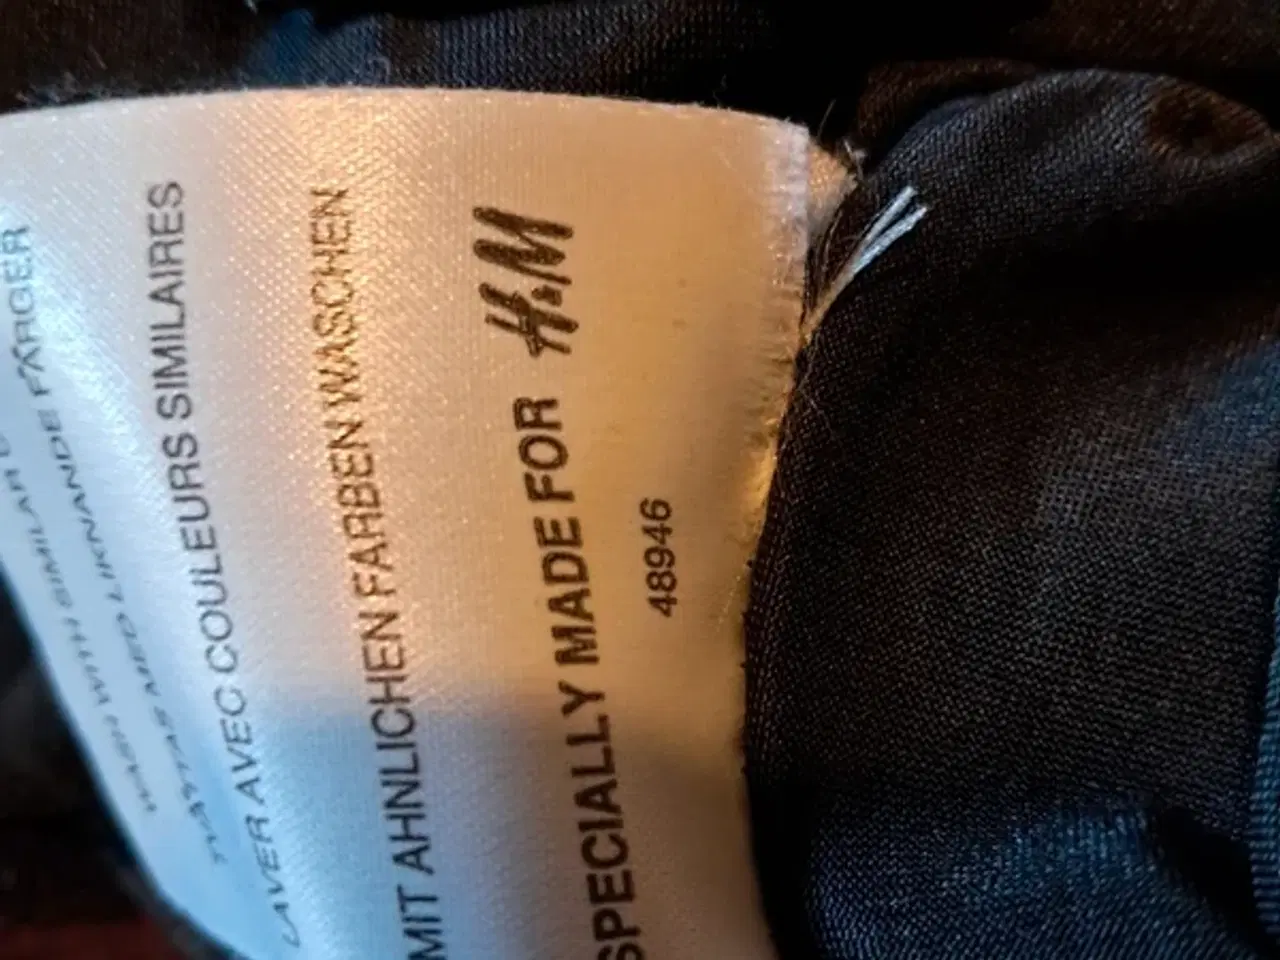 WASH WITH SIMILAR
TVÄTTAS MED LIKNANDE FÄRGER
LAVER AVEC COULEURS SIMILAIRES
MIT AHNLICHEN FARBEN WASCHEN
SPECIALLY MADE FOR H&M
48946